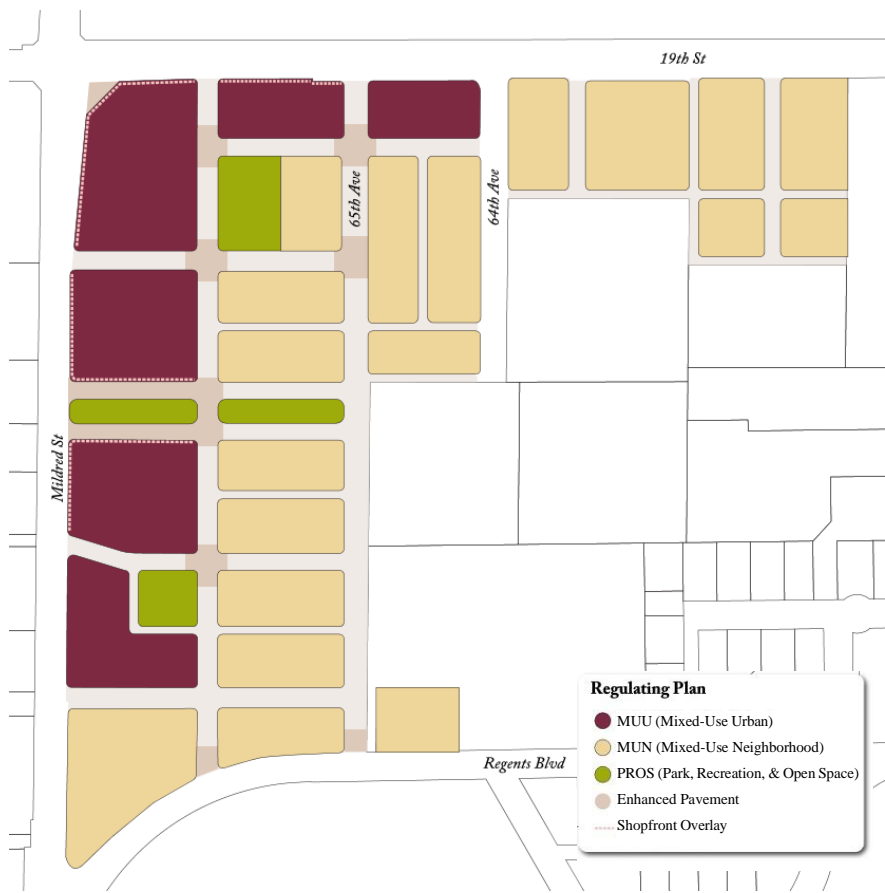 19th St
65th Ave
64th Ave
Mildred St
Regents Blvd
Regulating Plan
MUU (Mixed-Use Urban)
MUN (Mixed-Use Neighborhood)
PROS (Park, Recreation, & Open Space)
Enhanced Pavement
Shopfront Overlay